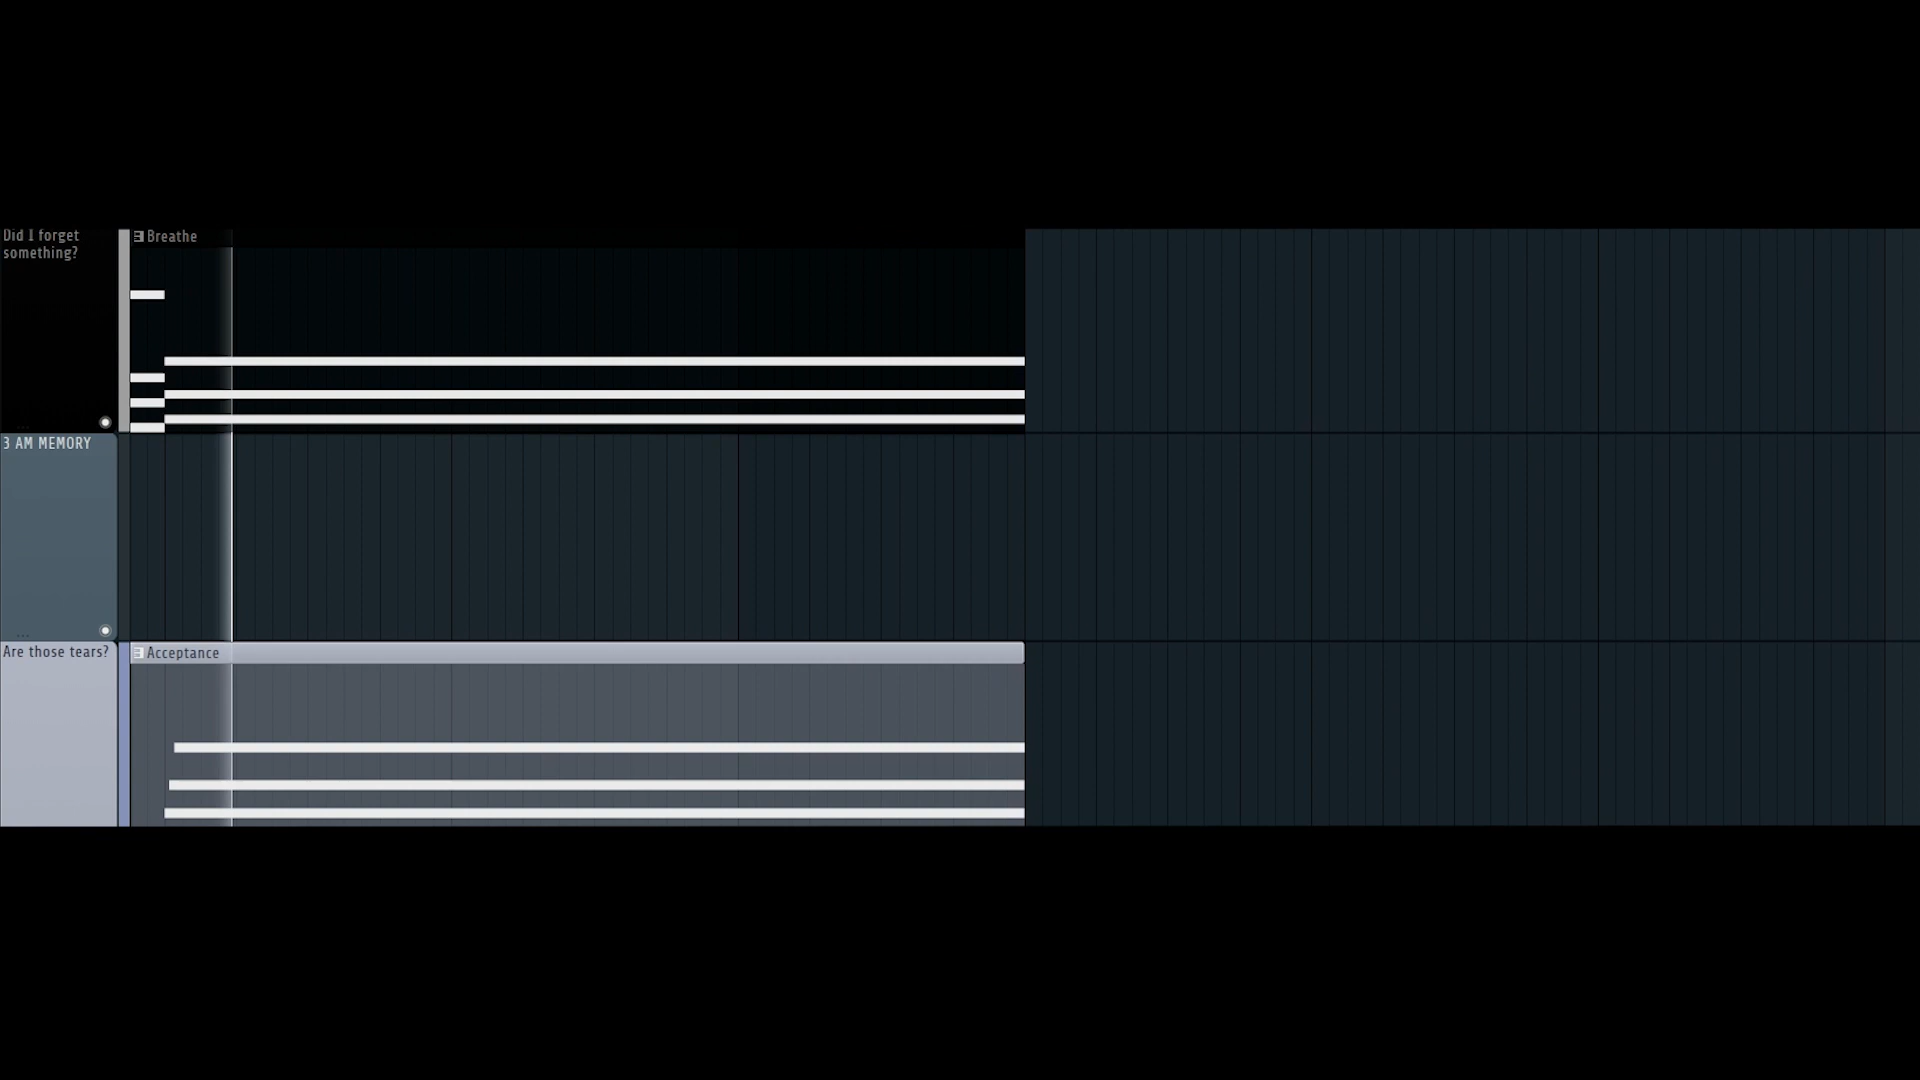 Did I forget
something?
Breathe
...
3 AM MEMORY
...
Are those tears?
Acceptance